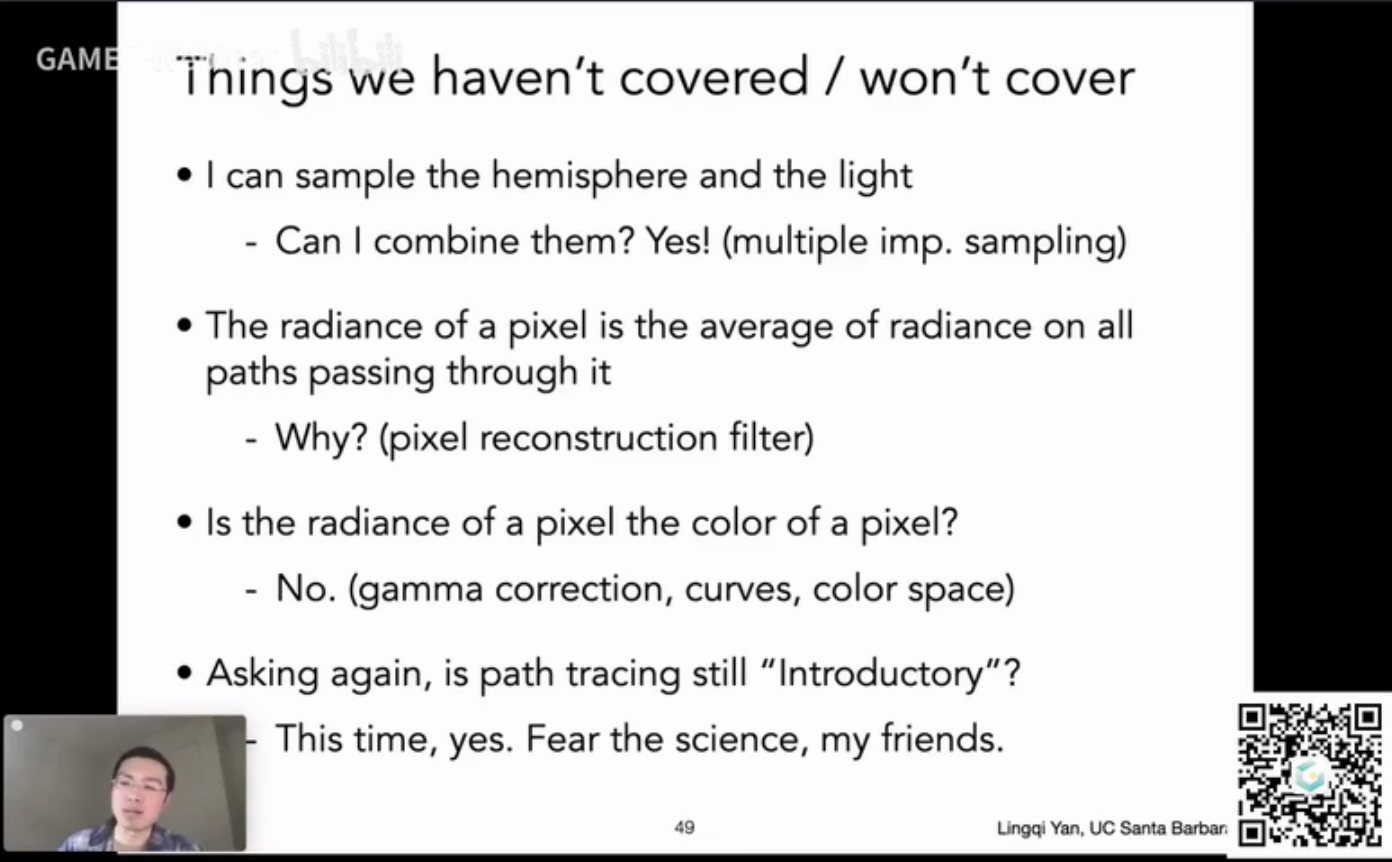 GAME
bilibili
Things we haven’t covered / won’t cover
• I can sample the hemisphere and the light
- Can I combine them? Yes! (multiple imp. sampling)
• The radiance of a pixel is the average of radiance on all
paths passing through it
- Why? (pixel reconstruction filter)
• Is the radiance of a pixel the color of a pixel?
- No. (gamma correction, curves, color space)
• Asking again, is path tracing still “Introductory”?
- This time, yes. Fear the science, my friends.
49
Lingqi Yan, UC Santa Barbar